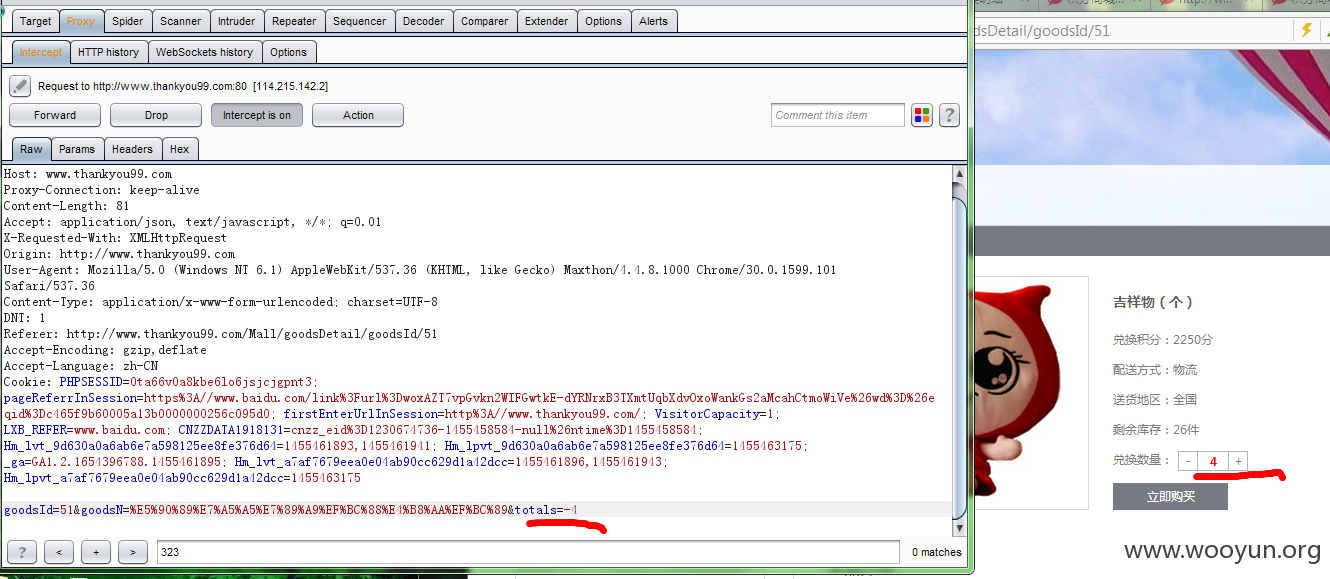 Target Proxy Spider Scanner Intruder Repeater Sequencer Decoder Comparer Extender Options Alerts
Intercept HTTP history WebSockets history Options
Request to http://www.thankyou99.com:80 [114.215.142.2]
Forward Drop Intercept is on Action Comment this item ?
Raw Params Headers Hex
Host: www.thankyou99.com
Proxy-Connection: keep-alive
Content-Length: 81
Accept: application/json, text/javascript, */*; q=0.01
X-Requested-With: XMLHttpRequest
Origin: http://www.thankyou99.com
User-Agent: Mozilla/5.0 (Windows NT 6.1) AppleWebKit/537.36 (KHTML, like Gecko) Maxthon/4.4.8.1000 Chrome/30.0.1599.101
Safari/537.36
Content-Type: application/x-www-form-urlencoded; charset=UTF-8
DNT: 1
Referer: http://www.thankyou99.com/Mall/goodsDetail/goodsId/51
Accept-Encoding: gzip,deflate
Accept-Language: zh-CN
Cookie: PHPSESSID=0ta66v0a8kbe6lo6jsjcjgpnt3;
pageReferrInSession=https%3A//www.baidu.com/link%3Furl%3DwoxAZT7vpGvkn2WIFGwtkE-dYRNrxB3TXmtUqbXdvOxoWankGs2aMcahCtmoWiVe%26wd%3D%26e
qid%3Dc465f9b60005a13b0000000256c095d0; firstEnterUrlInSession=http%3A//www.thankyou99.com/; VisitorCapacity=1;
LXB_REFER=www.baidu.com; CNZZDATA1918131=cnzz_eid%3D1230674736-1455458584-null%26ntime%3D1455458584;
Hm_lvt_9d630a0a6ab6e7a598125ee8fe376d64=1455461893,1455461941; Hm_lpvt_9d630a0a6ab6e7a598125ee8fe376d64=1455463175;
_ga=GA1.2.1654396788.1455461895; Hm_lvt_a7af7679eea0e04ab90cc629d1a42dcc=1455461896,1455461943;
Hm_lpvt_a7af7679eea0e04ab90cc629d1a42dcc=1455463175
goodsId=51&goodsN=%E5%90%89%E7%A5%A5%E7%89%A9%EF%BC%88%E4%B8%AA%EF%BC%89&totals=-4
? < + > 323 0 matches
dsDetail/goodsId/51
吉祥物（个）
兑换积分：2250分
配送方式：物流
送货地区：全国
剩余库存：26件
兑换数量： - 4 +
立即购买
www.wooyun.org